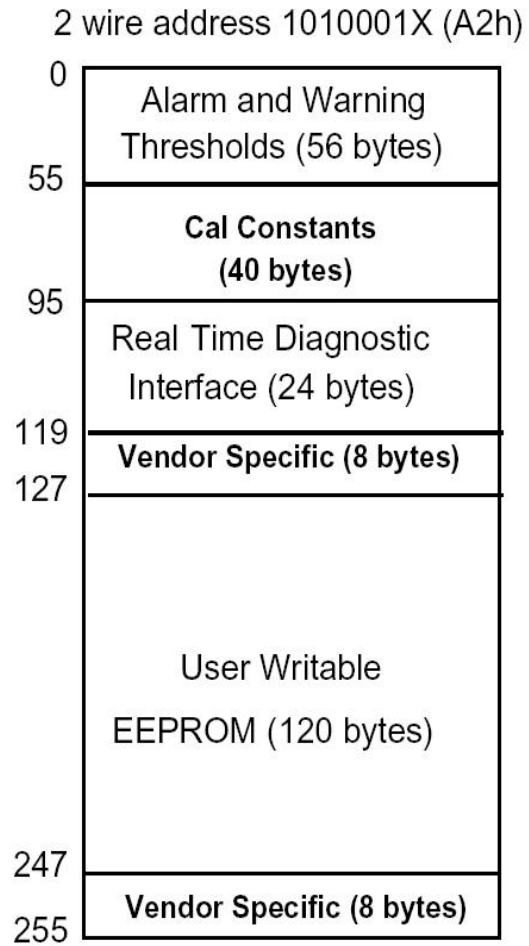 2 wire address 1010001X (A2h)
0
Alarm and Warning
Thresholds (56 bytes)
55
Cal Constants
(40 bytes)
95
Real Time Diagnostic
Interface (24 bytes)
119
Vendor Specific (8 bytes)
127
User Writable
EEPROM (120 bytes)
247
Vendor Specific (8 bytes)
255